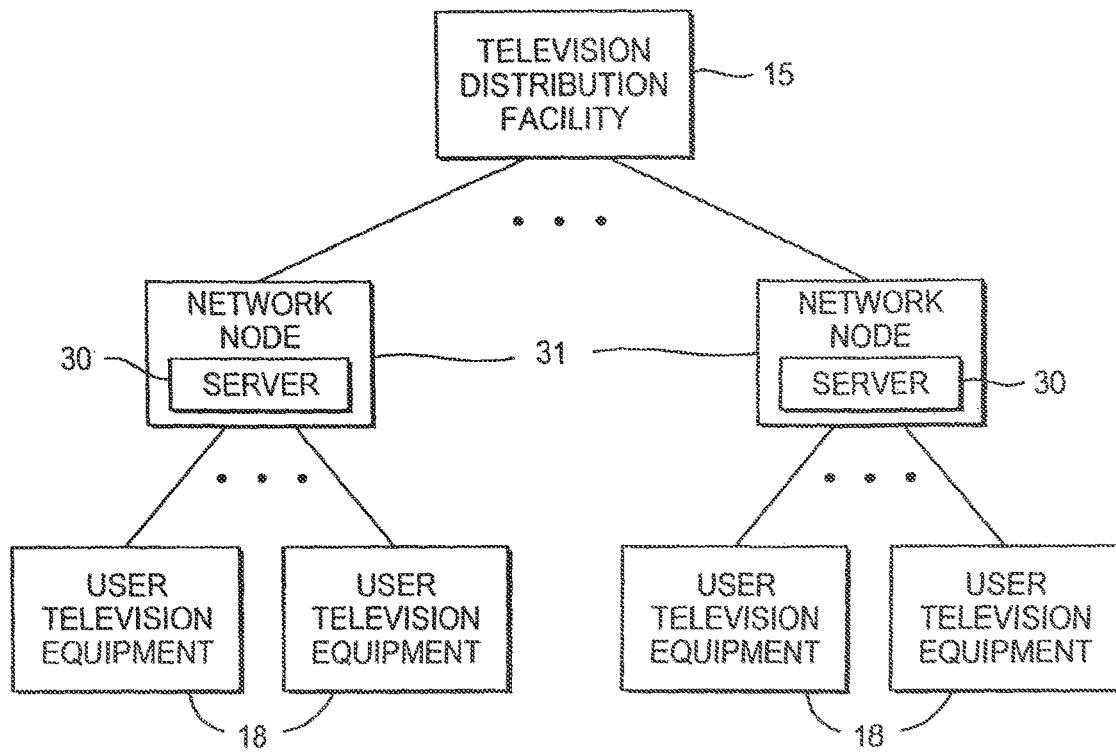 TELEVISION
DISTRIBUTION
FACILITY
15
NETWORK
NODE
SERVER
30
31
NETWORK
NODE
SERVER
30
USER
TELEVISION
EQUIPMENT
USER
TELEVISION
EQUIPMENT
18
USER
TELEVISION
EQUIPMENT
USER
TELEVISION
EQUIPMENT
18